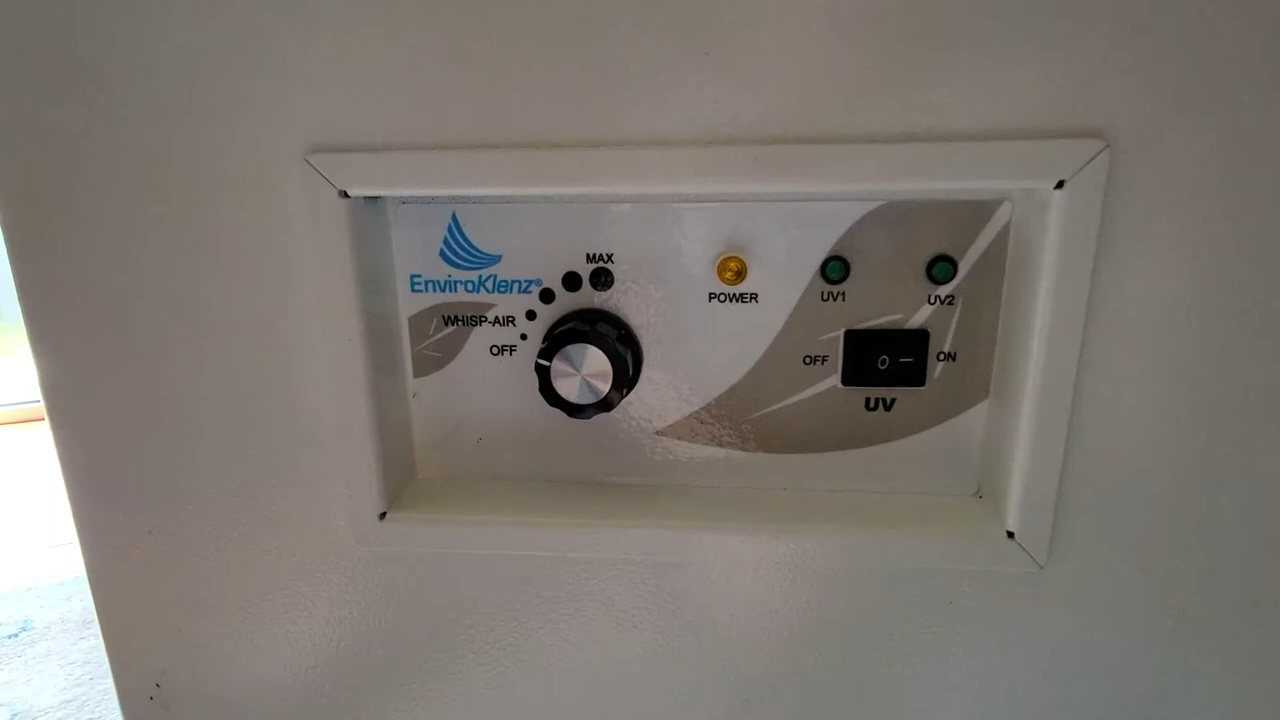 EnviroKlenz®
MAX
WHISP-AIR
OFF
POWER
UV1
UV2
OFF
O –
ON
UV